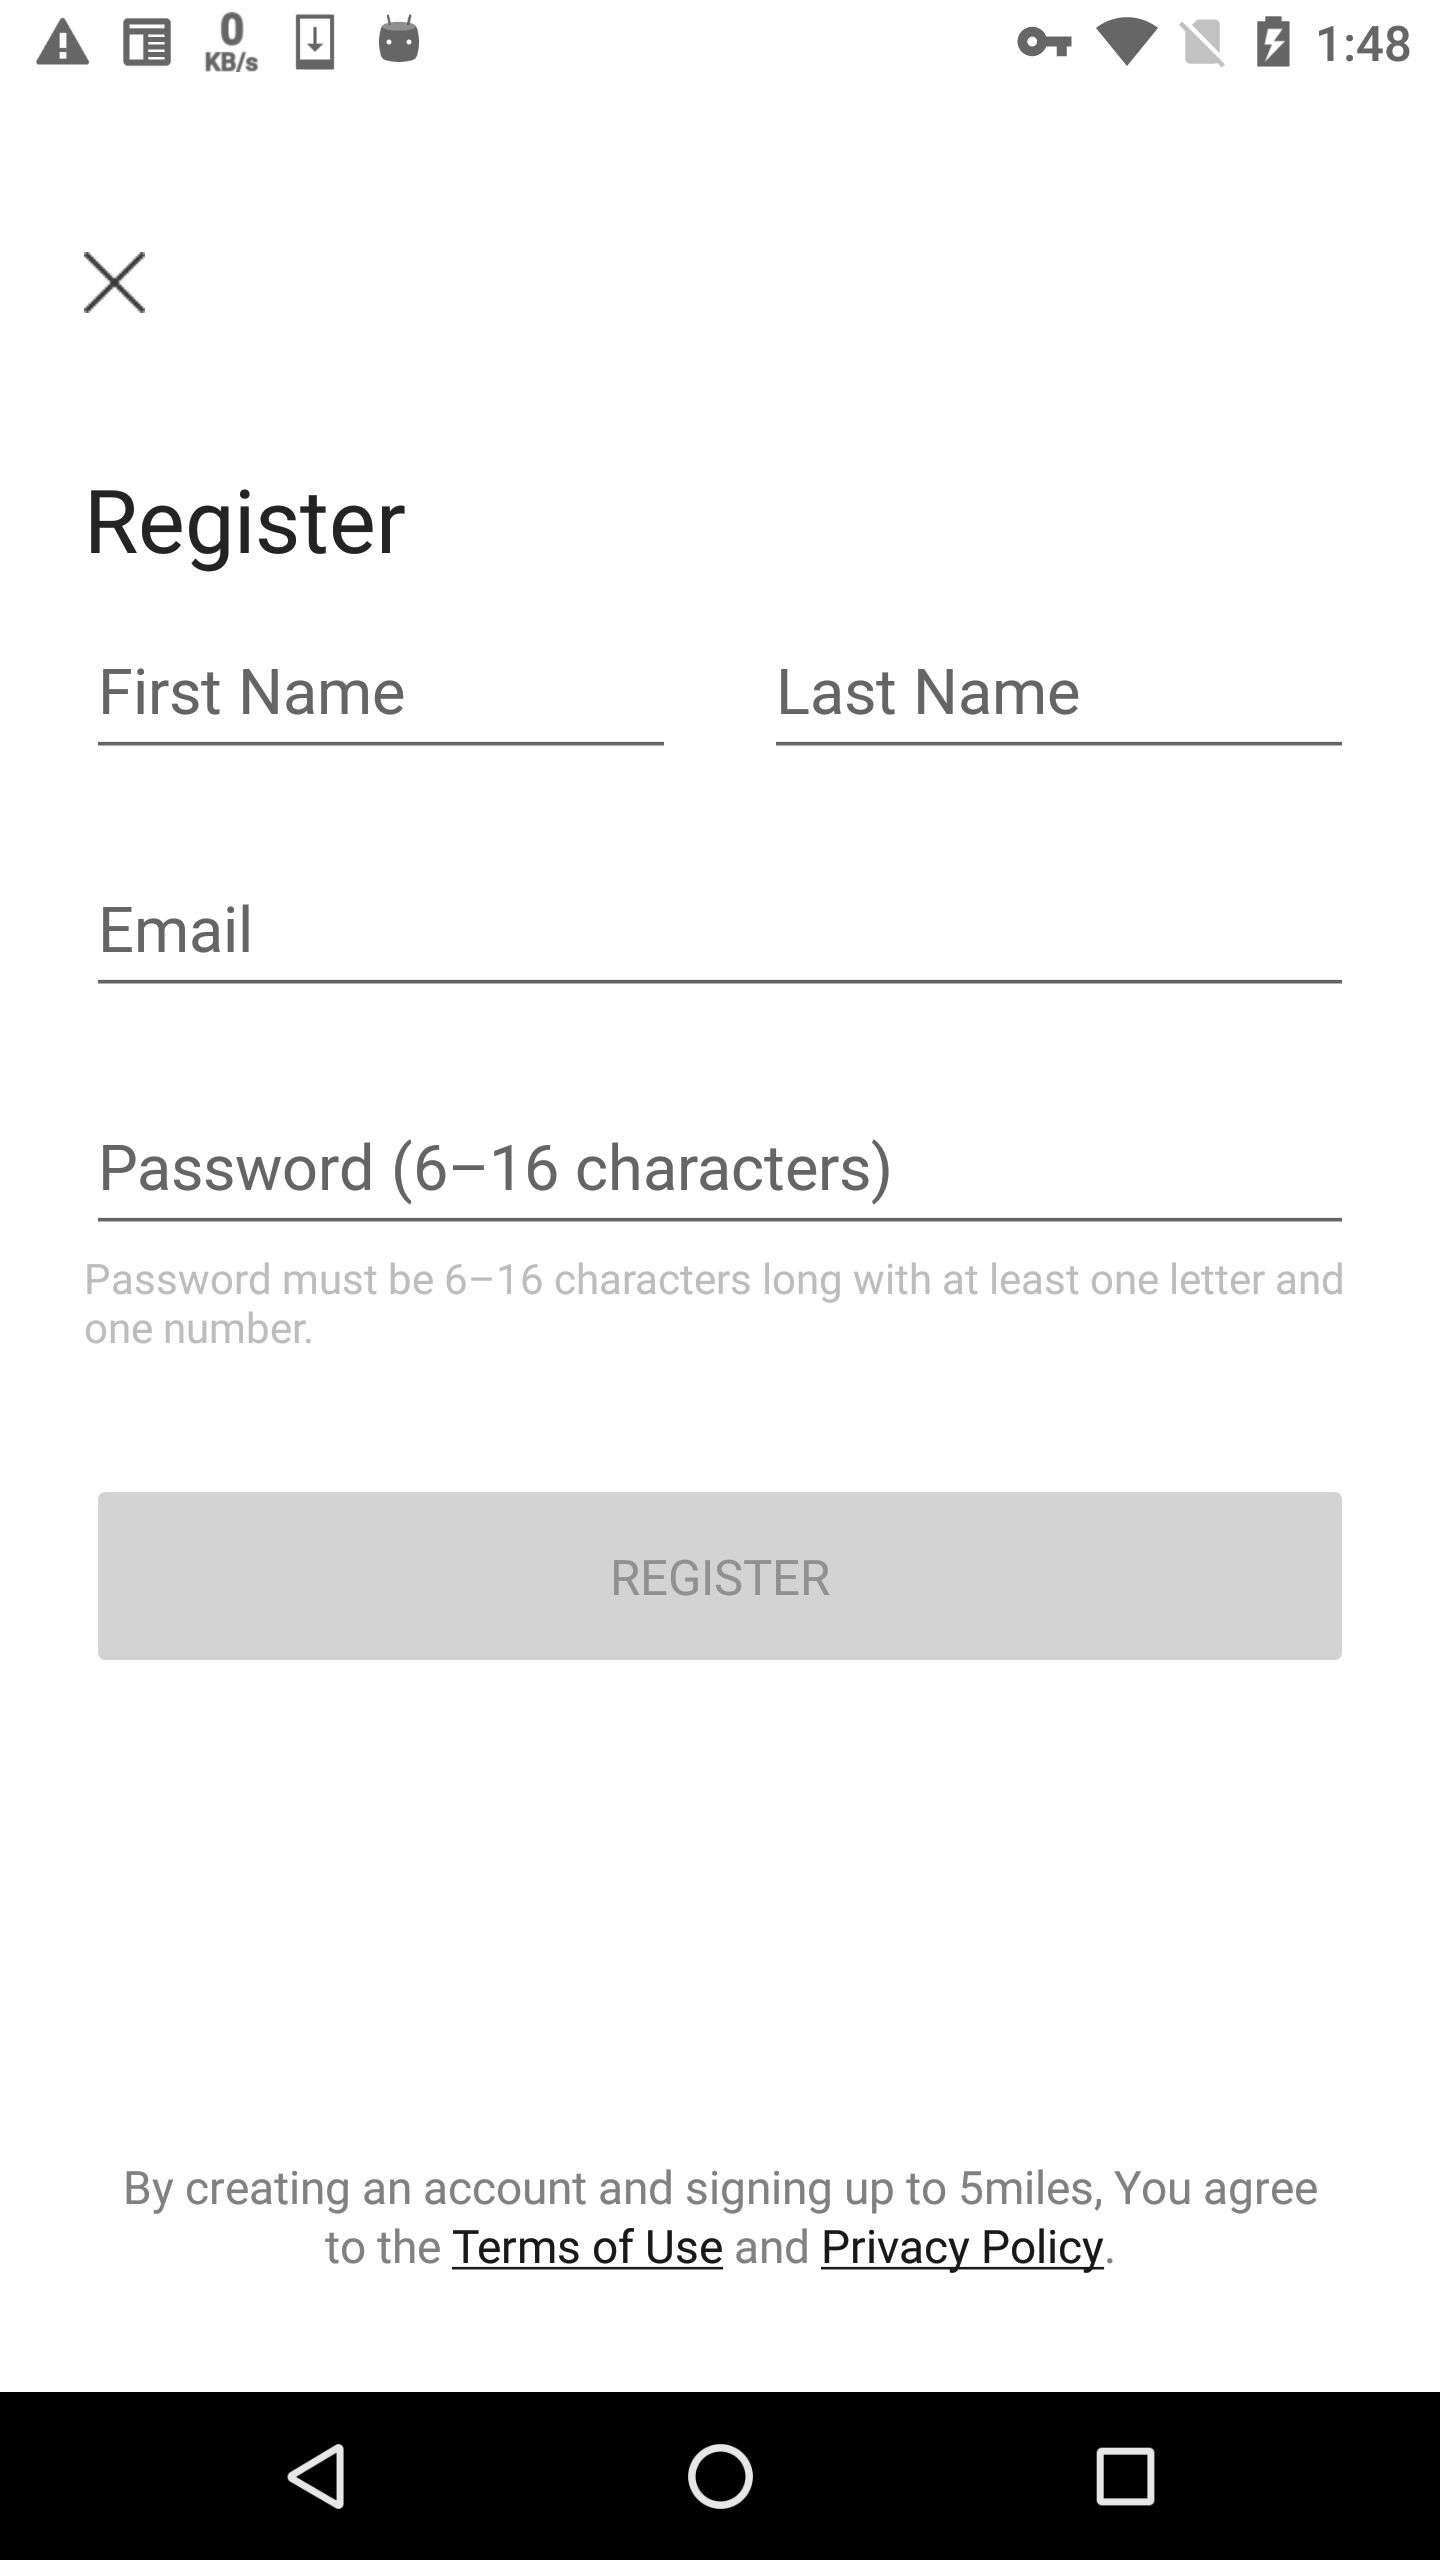 0
KB/s
1:48
Register
First Name
Last Name
Email
Password (6–16 characters)
Password must be 6–16 characters long with at least one letter and
one number.
REGISTER
By creating an account and signing up to 5miles, You agree
to the Terms of Use and Privacy Policy.